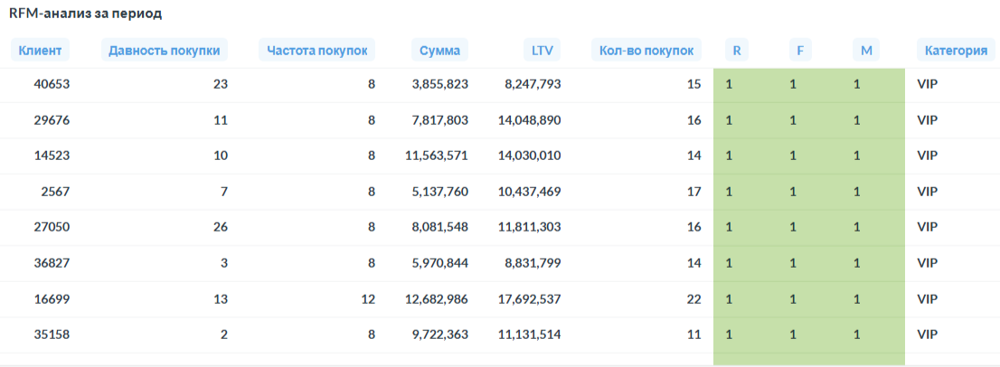 RFM-анализ за период
Клиент Давность покупки Частота покупок Сумма LTV Кол-во покупок R F M Категория
40653 23 8 3,855,823 8,247,793 15 1 1 1 VIP
29676 11 8 7,817,803 14,048,890 16 1 1 1 VIP
14523 10 8 11,563,571 14,030,010 14 1 1 1 VIP
2567 7 8 5,137,760 10,437,469 17 1 1 1 VIP
27050 26 8 8,081,548 11,811,303 16 1 1 1 VIP
36827 3 8 5,970,844 8,831,799 14 1 1 1 VIP
16699 13 12 12,682,986 17,692,537 22 1 1 1 VIP
35158 2 8 9,722,363 11,131,514 11 1 1 1 VIP